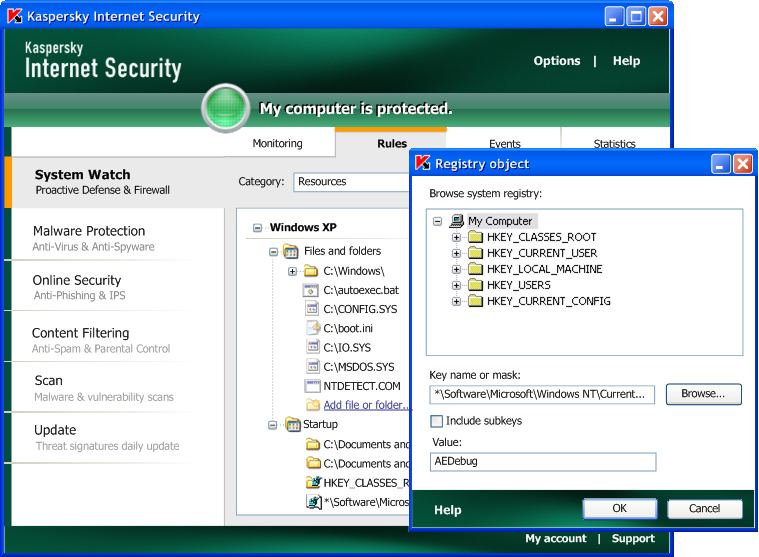 Kaspersky Internet Security
Kaspersky
Internet Security
Options | Help
My computer is protected.
Monitoring
Rules
Events
Statistics
System Watch
Proactive Defense & Firewall
Malware Protection
Anti-Virus & Anti-Spyware
Online Security
Anti-Phishing & IPS
Content Filtering
Anti-Spam & Parental Control
Scan
Malware & vulnerability scans
Update
Threat signatures daily update
Category: Resources
Windows XP
Files and folders
C:\Windows\
C:\autoexec.bat
C:\CONFIG.SYS
C:\boot.ini
C:\IO.SYS
C:\MSDOS.SYS
NTDETECT.COM
Add file or folder...
Startup
C:\Documents and
C:\Documents and
HKEY_CLASSES_R
*\Software\Micros
Registry object
Browse system registry:
My Computer
HKEY_CLASSES_ROOT
HKEY_CURRENT_USER
HKEY_LOCAL_MACHINE
HKEY_USERS
HKEY_CURRENT_CONFIG
Key name or mask:
*\Software\Microsoft\Windows NT\Current... Browse...
Include subkeys
Value:
AEDebug
Help OK Cancel
My account | Support